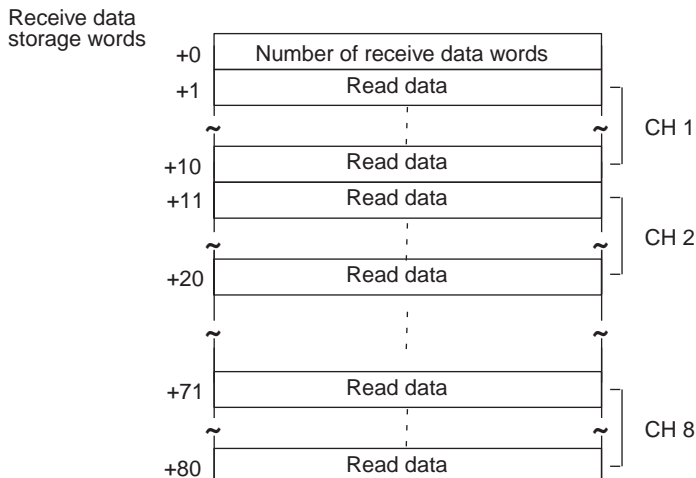 Receive data
storage words
+0 Number of receive data words
+1 Read data
CH 1
+10 Read data
+11 Read data
CH 2
+20 Read data
+71 Read data
CH 8
+80 Read data